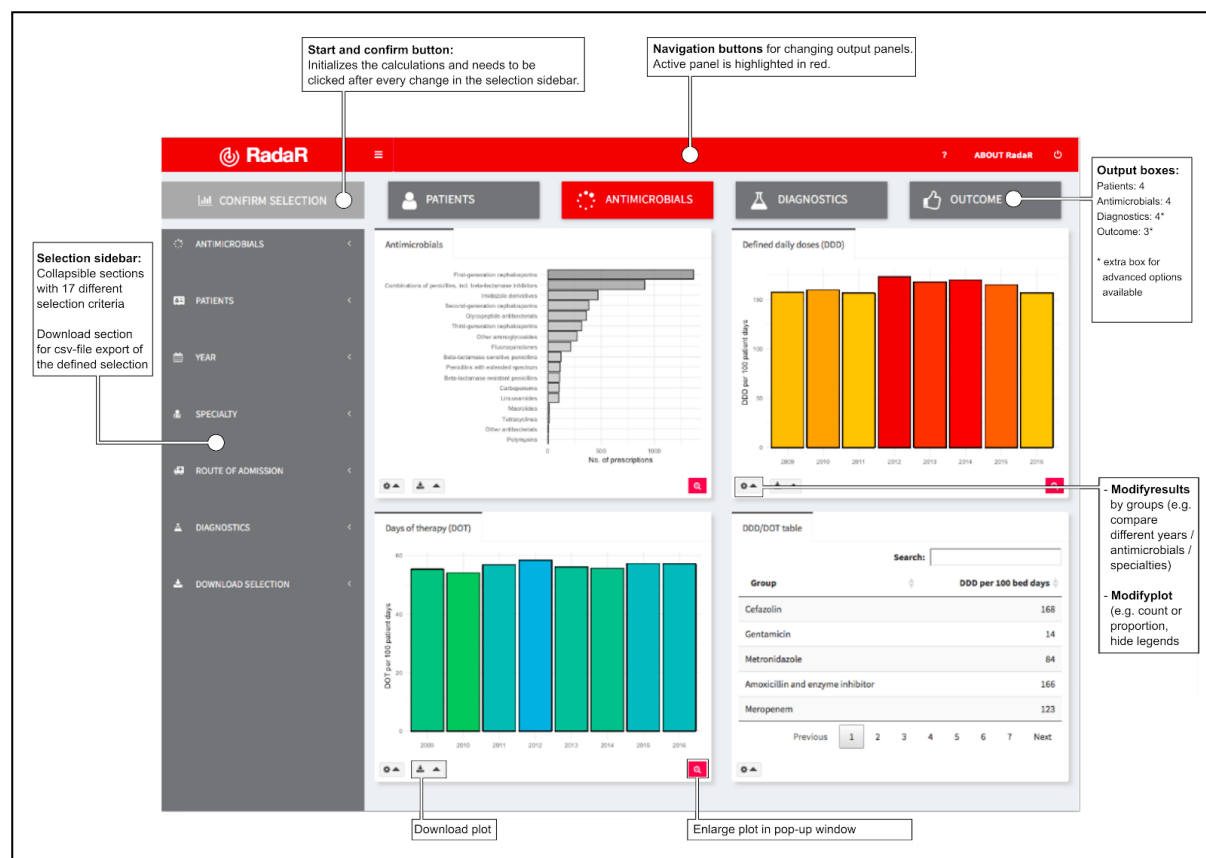 Start and confirm button:
Initializes the calculations and needs to be
clicked after every change in the selection sidebar.
Navigation buttons for changing output panels.
Active panel is highlighted in red.
RadaR
?
ABOUT RadaR
CONFIRM SELECTION
PATIENTS
ANTIMICROBIALS
DIAGNOSTICS
OUTCOME
Output boxes:
Patients: 4
Antimicrobials: 4
Diagnostics: 4*
Outcome: 3*
* extra box for
advanced options
available
Selection sidebar:
Collapsible sections
with 17 different
selection criteria
Download section
for csv-file export of
the defined selection
ANTIMICROBIALS
PATIENTS
YEAR
SPECIALTY
ROUTE OF ADMISSION
DIAGNOSTICS
DOWNLOAD SELECTION
Antimicrobials
First-generation cephalosporins
Combinations of penicillins, incl. beta-lactamase inhibitors
Imidazole derivatives
Second-generation cephalosporins
Glycopeptide antibacterials
Third-generation cephalosporins
Other aminoglycosides
Fluoroquinolones
Beta-lactamase sensitive penicillins
Penicillins with extended spectrum
Beta-lactamase resistant penicillins
Carbapenems
Lincosamides
Macrolides
Tetracyclines
Other antibacterials
Polymyxins
0 500 1000
No. of prescriptions
Defined daily doses (DDD)
DDD per 100 patient days
150
100
50
0
2009 2010 2011 2012 2013 2014 2015 2016
- Modifyresults
by groups (e.g.
compare
different years /
antimicrobials /
specialties)
- Modifyplot
(e.g. count or
proportion,
hide legends
Days of therapy (DOT)
DOT per 100 patient days
60
40
20
0
2009 2010 2011 2012 2013 2014 2015 2016
DDD/DOT table
Search:
Group DDD per 100 bed days
Cefazolin 168
Gentamicin 14
Metronidazole 84
Amoxicillin and enzyme inhibitor 166
Meropenem 123
Previous 1 2 3 4 5 6 7 Next
Download plot
Enlarge plot in pop-up window